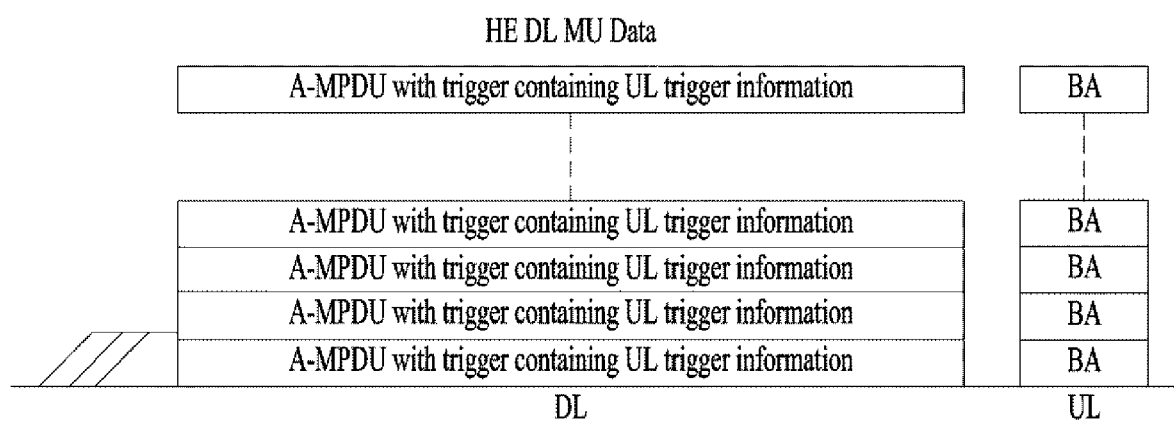 HE DL MU Data
A-MPDU with trigger containing UL trigger information BA
A-MPDU with trigger containing UL trigger information BA
A-MPDU with trigger containing UL trigger information BA
A-MPDU with trigger containing UL trigger information BA
A-MPDU with trigger containing UL trigger information BA
DL UL